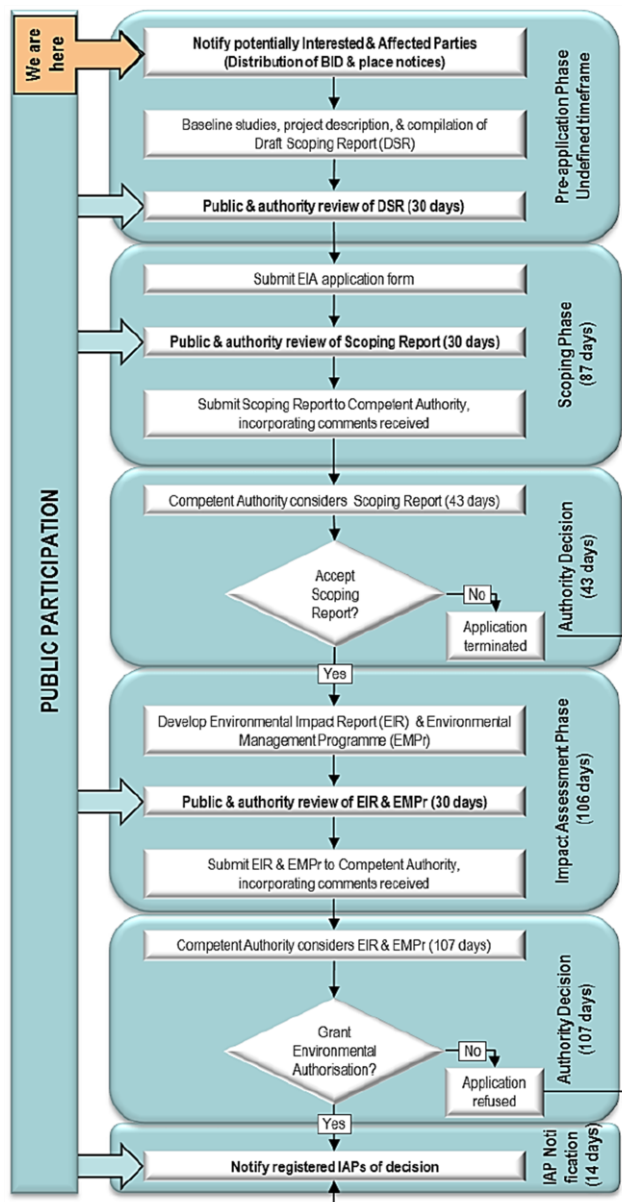 We are
here
PUBLIC PARTICIPATION
Notify potentially Interested & Affected Parties
(Distribution of BID & place notices)
Baseline studies, project description, & compilation of
Draft Scoping Report (DSR)
Public & authority review of DSR (30 days)
Pre-application Phase
Undefined timeframe
Submit EIA application form
Public & authority review of Scoping Report (30 days)
Submit Scoping Report to Competent Authority,
incorporating comments received
Scoping Phase
(87 days)
Competent Authority considers Scoping Report (43 days)
Accept
Scoping
Report?
No
Application
terminated
Yes
Authority Decision
(43 days)
Develop Environmental Impact Report (EIR) & Environmental
Management Programme (EMPr)
Public & authority review of EIR & EMPr (30 days)
Submit EIR & EMPr to Competent Authority,
incorporating comments received
Impact Assessment Phase
(106 days)
Competent Authority considers EIR & EMPr (107 days)
Grant
Environmental
Authorisation?
No
Application
refused
Yes
Authority Decision
(107 days)
Notify registered IAPs of decision
IAP Noti
fication
(14 days)